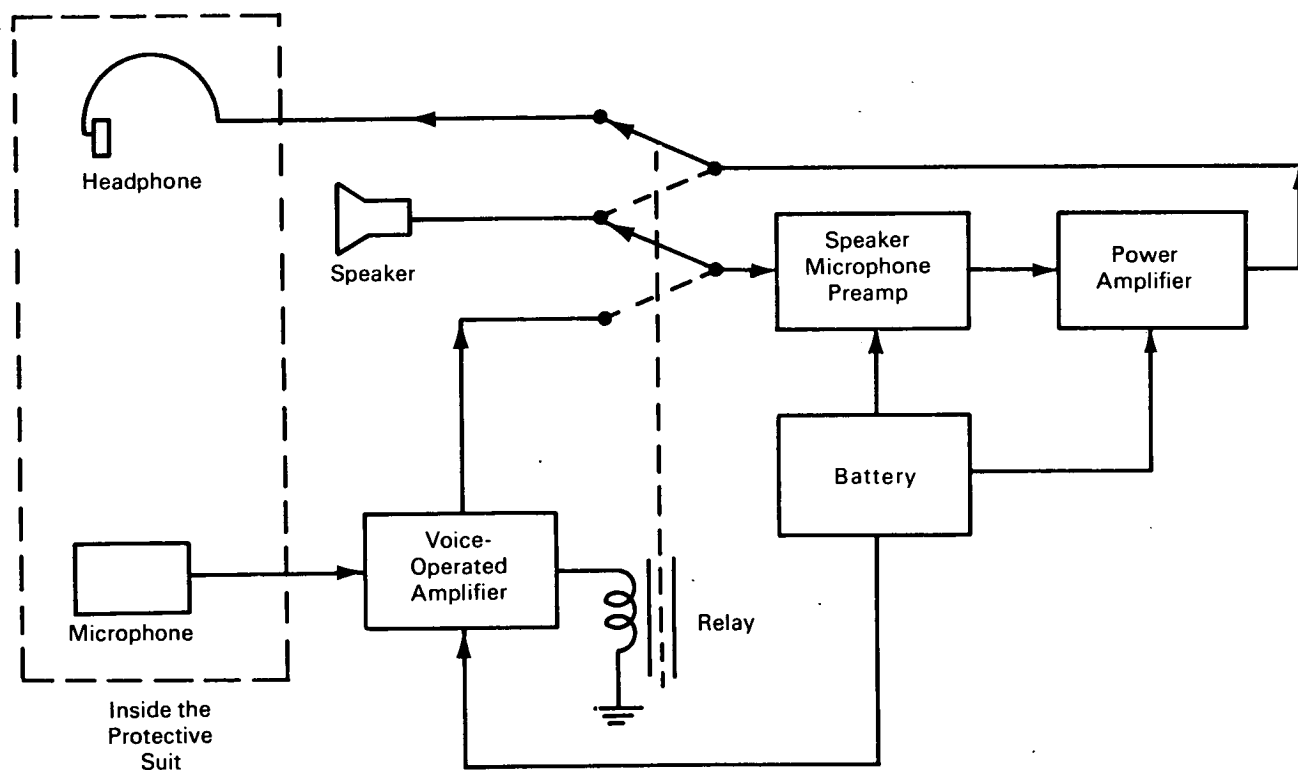 Headphone
Speaker
Speaker
Microphone
Preamp
Power
Amplifier
Battery
Voice-
Operated
Amplifier
Relay
Microphone
Inside the
Protective
Suit